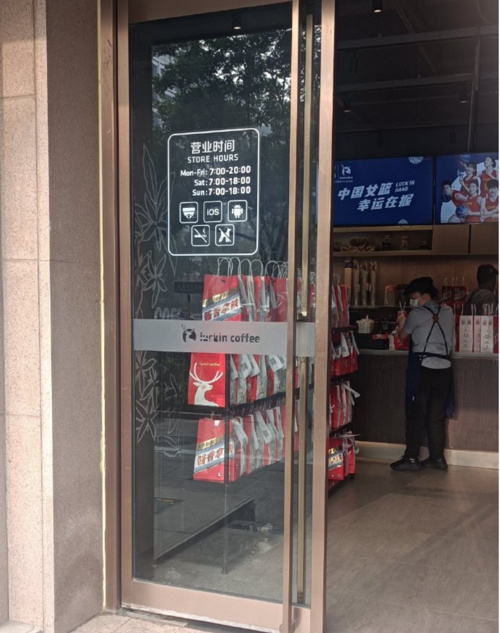 营业时间
STORE HOURS
Mon-Fri: 7:00-20:00
Sat: 7:00-18:00
Sun: 7:00-18:00
iOS
luckin coffee
中国女篮
LUCK IN
HAND
幸运在握